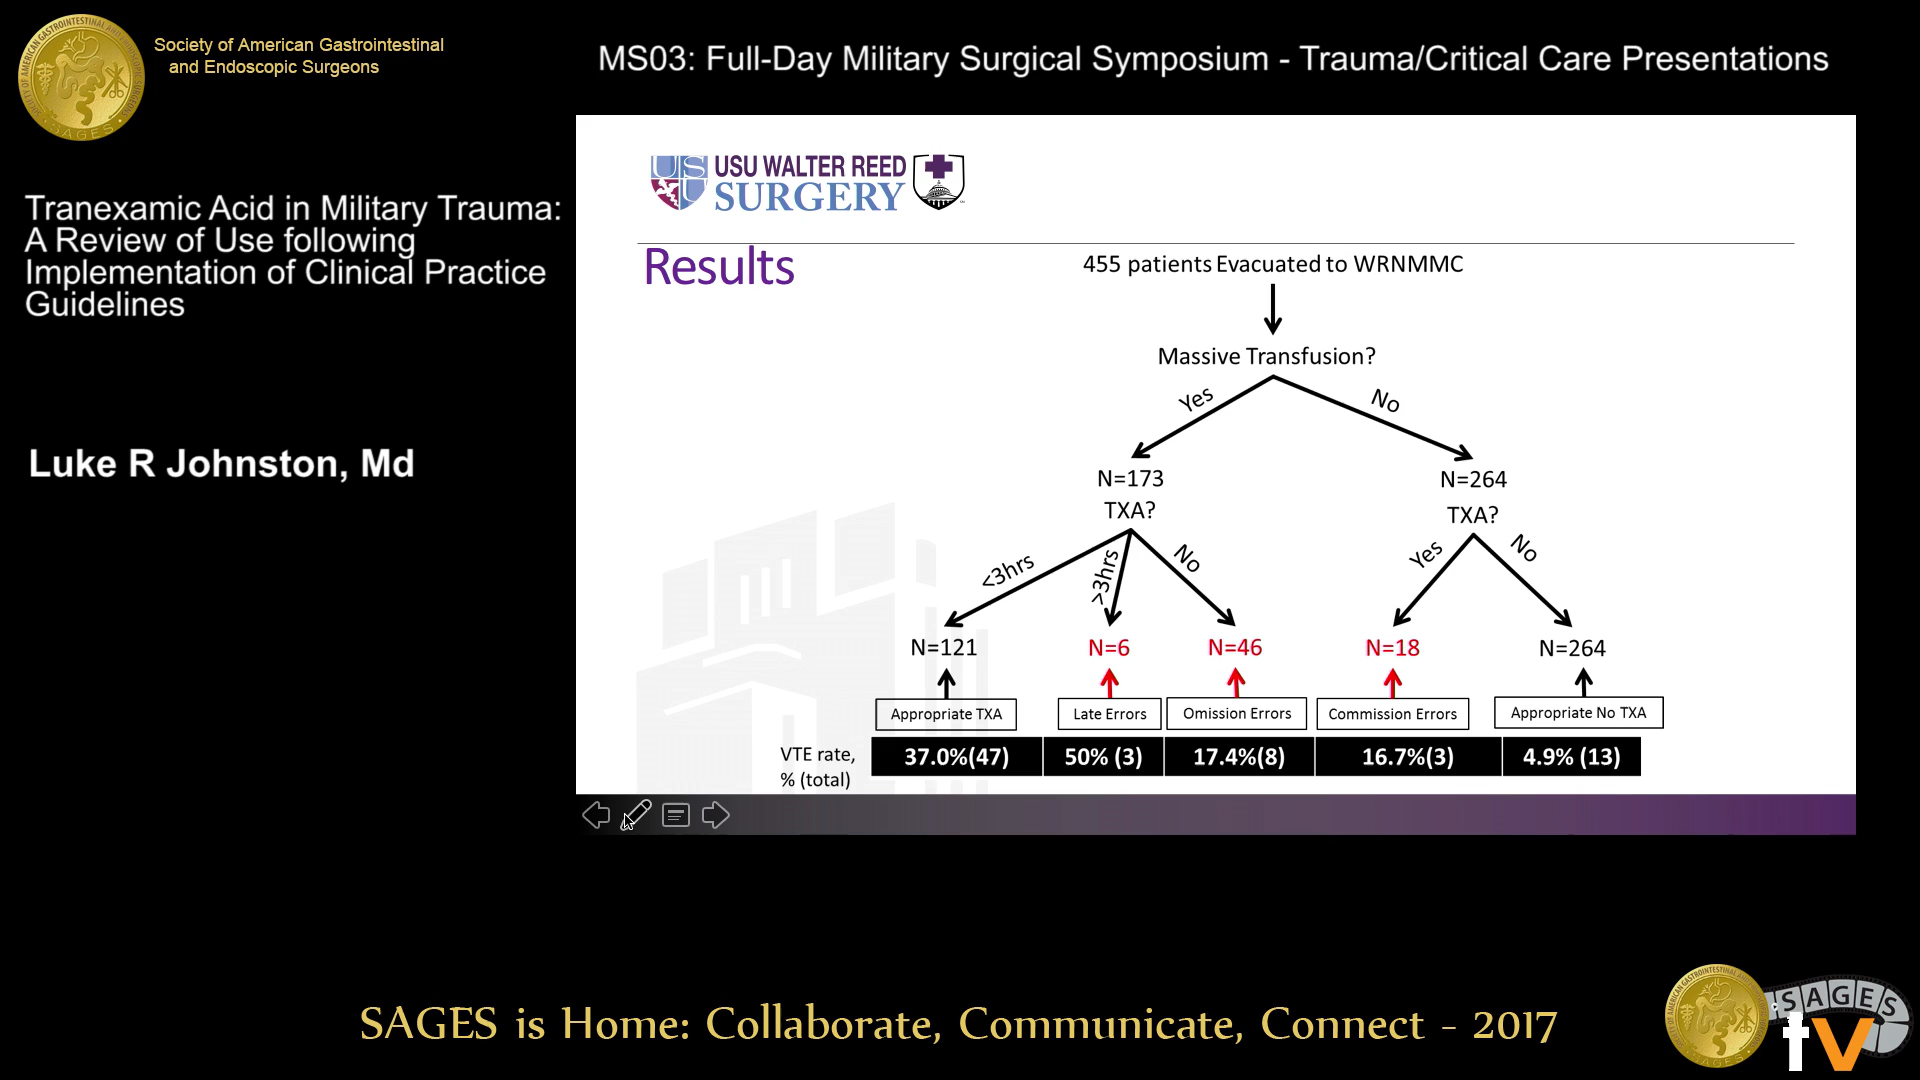 Society of American Gastrointestinal
and Endoscopic Surgeons
MS03: Full-Day Military Surgical Symposium - Trauma/Critical Care Presentations
Tranexamic Acid in Military Trauma:
A Review of Use following
Implementation of Clinical Practice
Guidelines
Luke R Johnston, Md
USU WALTER REED
SURGERY
Results
455 patients Evacuated to WRNMMC
Massive Transfusion?
Yes
No
N=173
N=264
TXA?
TXA?
<3hrs
>3hrs
No
Yes
No
N=121
N=6
N=46
N=18
N=264
Appropriate TXA
Late Errors
Omission Errors
Commission Errors
Appropriate No TXA
VTE rate,
% (total)
37.0%(47)
50% (3)
17.4%(8)
16.7%(3)
4.9% (13)
SAGES is Home: Collaborate, Communicate, Connect - 2017
SAGES
tv